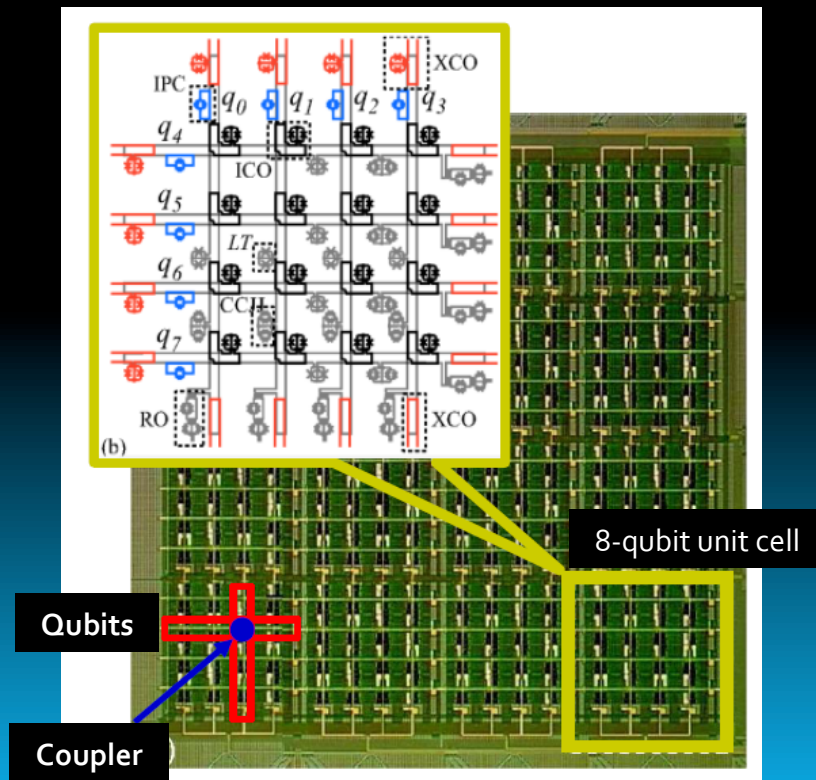 XCO
IPC
q0 q1 q2 q3
q4
ICO
q5
LT
q6
CCJJ
q7
RO
XCO
(b)
8-qubit unit cell
Qubits
Coupler